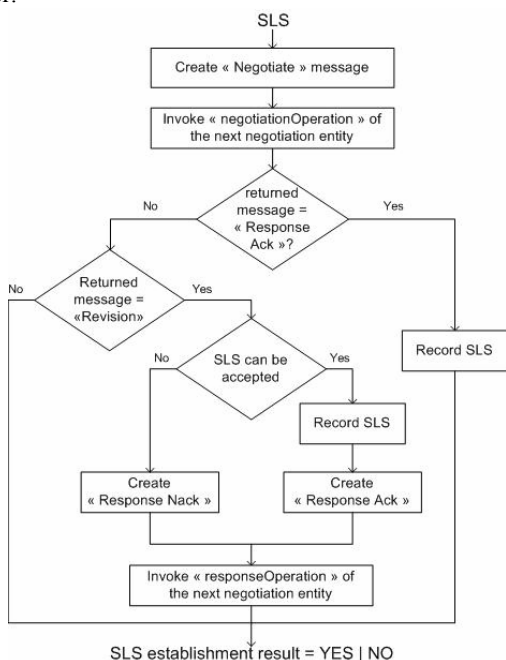 SLS
Create « Negotiate » message
Invoke « negotiationOperation » of
the next negotiation entity
returned
message =
« Response
Ack »?
No
Yes
Returned
message =
«Revision»
No
Yes
SLS can be
accepted
No
Yes
Record SLS
Record SLS
Create
« Response Nack »
Create
« Response Ack »
Invoke « responseOperation » of
the next negotiation entity
SLS establishment result = YES | NO